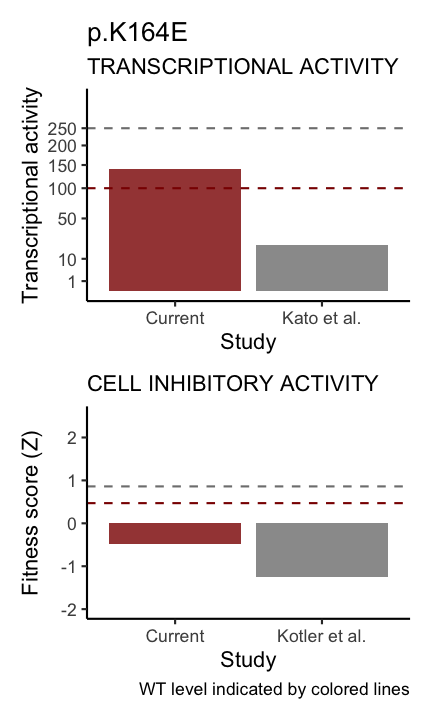 p.K164E
TRANSCRIPTIONAL ACTIVITY
Transcriptional activity
250
200
150
100
50
10
1
Current
Kato et al.
Study
CELL INHIBITORY ACTIVITY
Fitness score (Z)
2
1
0
-1
-2
Current
Kotler et al.
Study
WT level indicated by colored lines